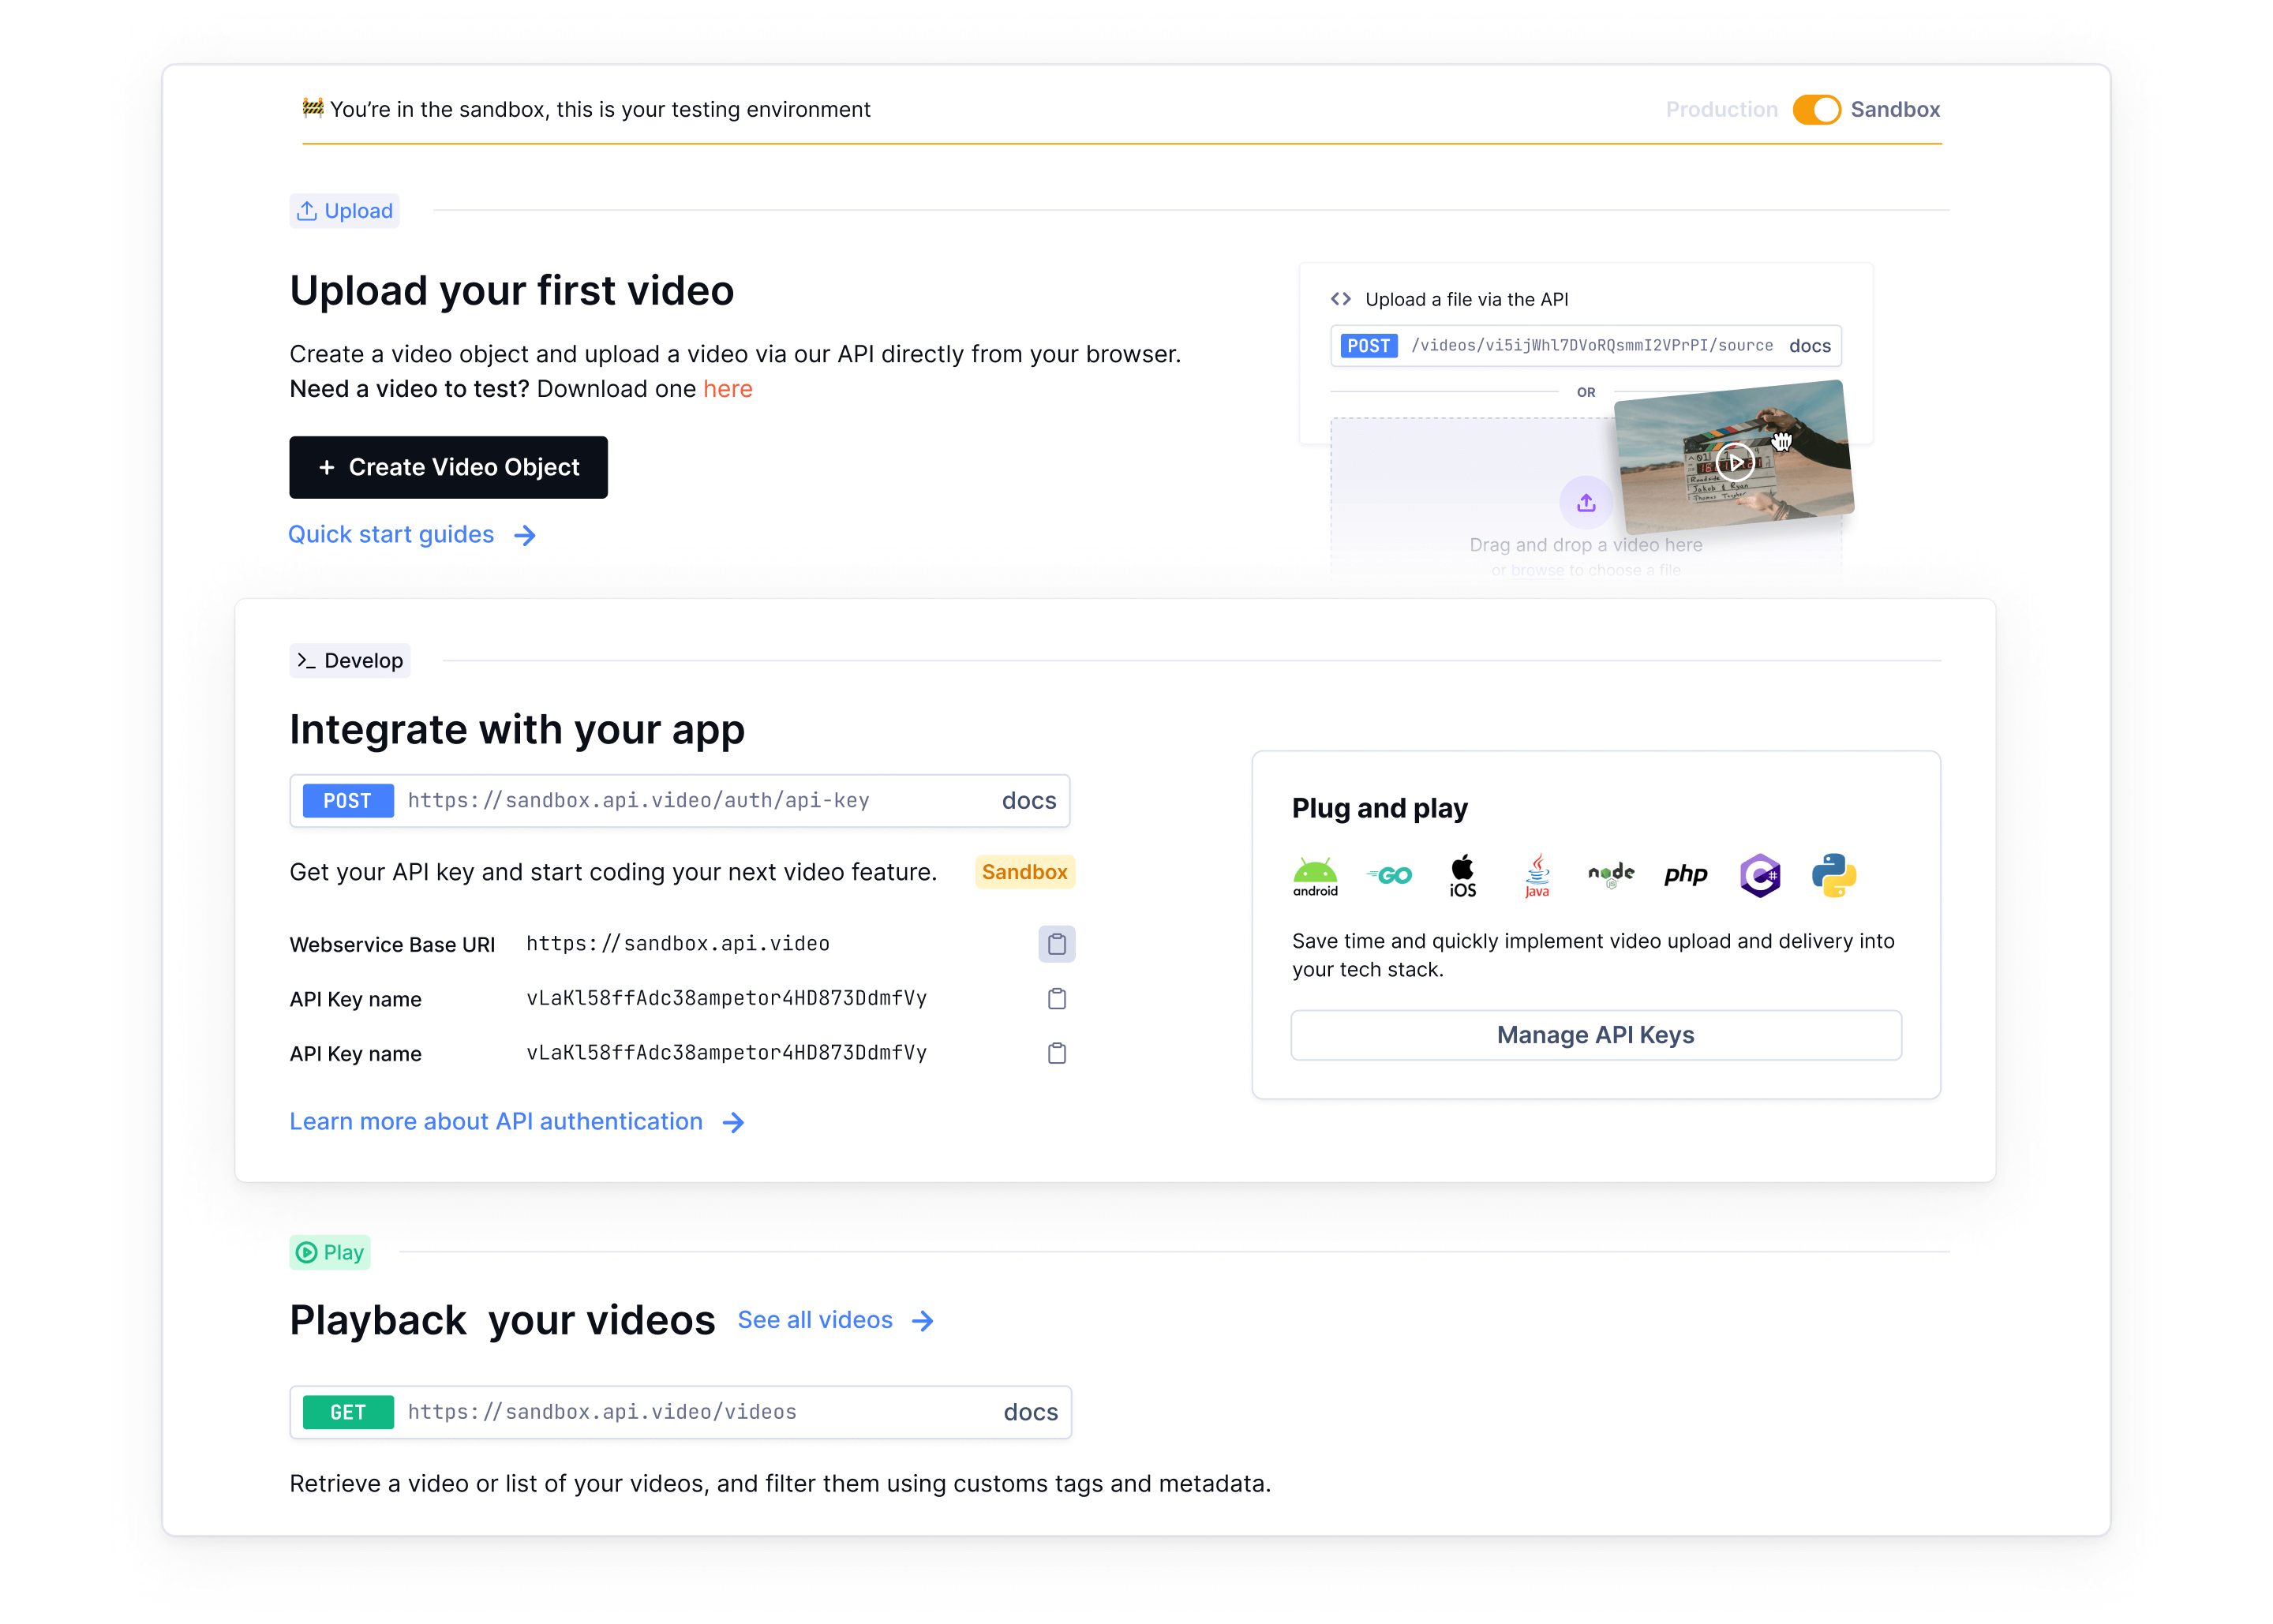 🚧 You’re in the sandbox, this is your testing environment
Production
Sandbox
Upload
Upload your first video
Create a video object and upload a video via our API directly from your browser.
Need a video to test? Download one here
+ Create Video Object
Quick start guides →
<> Upload a file via the API
POST /videos/vi5ijWhl7DVoRQsmmI2VPrPI/source docs
OR
Roadside
Jakob & Ryan
Drag and drop a video here
or browse to choose a file
>_ Develop
Integrate with your app
POST https://sandbox.api.video/auth/api-key docs
Get your API key and start coding your next video feature. Sandbox
Webservice Base URI https://sandbox.api.video
API Key name vLaKl58ffAdc38ampetor4HD873DdmfVy
API Key name vLaKl58ffAdc38ampetor4HD873DdmfVy
Learn more about API authentication →
Plug and play
android GO iOS Java node JS php C# 
Save time and quickly implement video upload and delivery into
your tech stack.
Manage API Keys
Play
Playback your videos See all videos →
GET https://sandbox.api.video/videos docs
Retrieve a video or list of your videos, and filter them using customs tags and metadata.